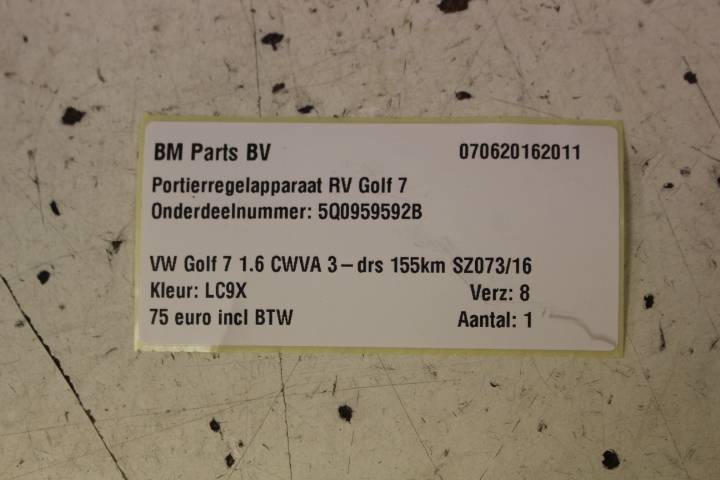 BM Parts BV 070620162011
Portierregelapparaat RV Golf 7
Onderdeelnummer: 5Q0959592B
VW Golf 7 1.6 CWVA 3-drs 155km SZ073/16
Kleur: LC9X Verz: 8
75 euro incl BTW Aantal: 1